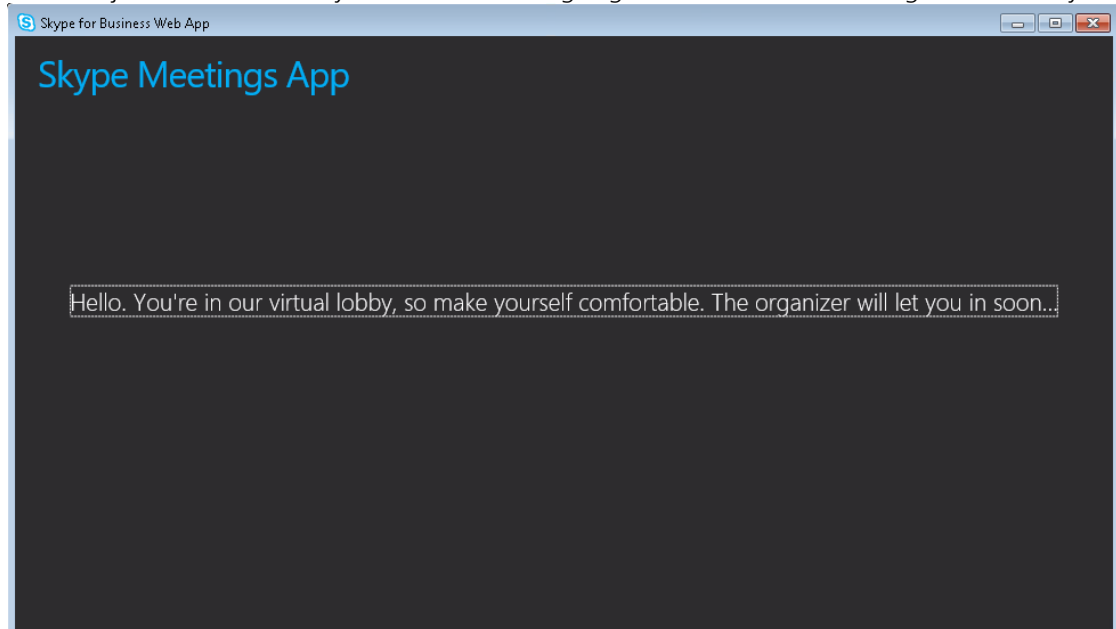 Skype for Business Web App
Skype Meetings App
Hello. You're in our virtual lobby, so make yourself comfortable. The organizer will let you in soon...